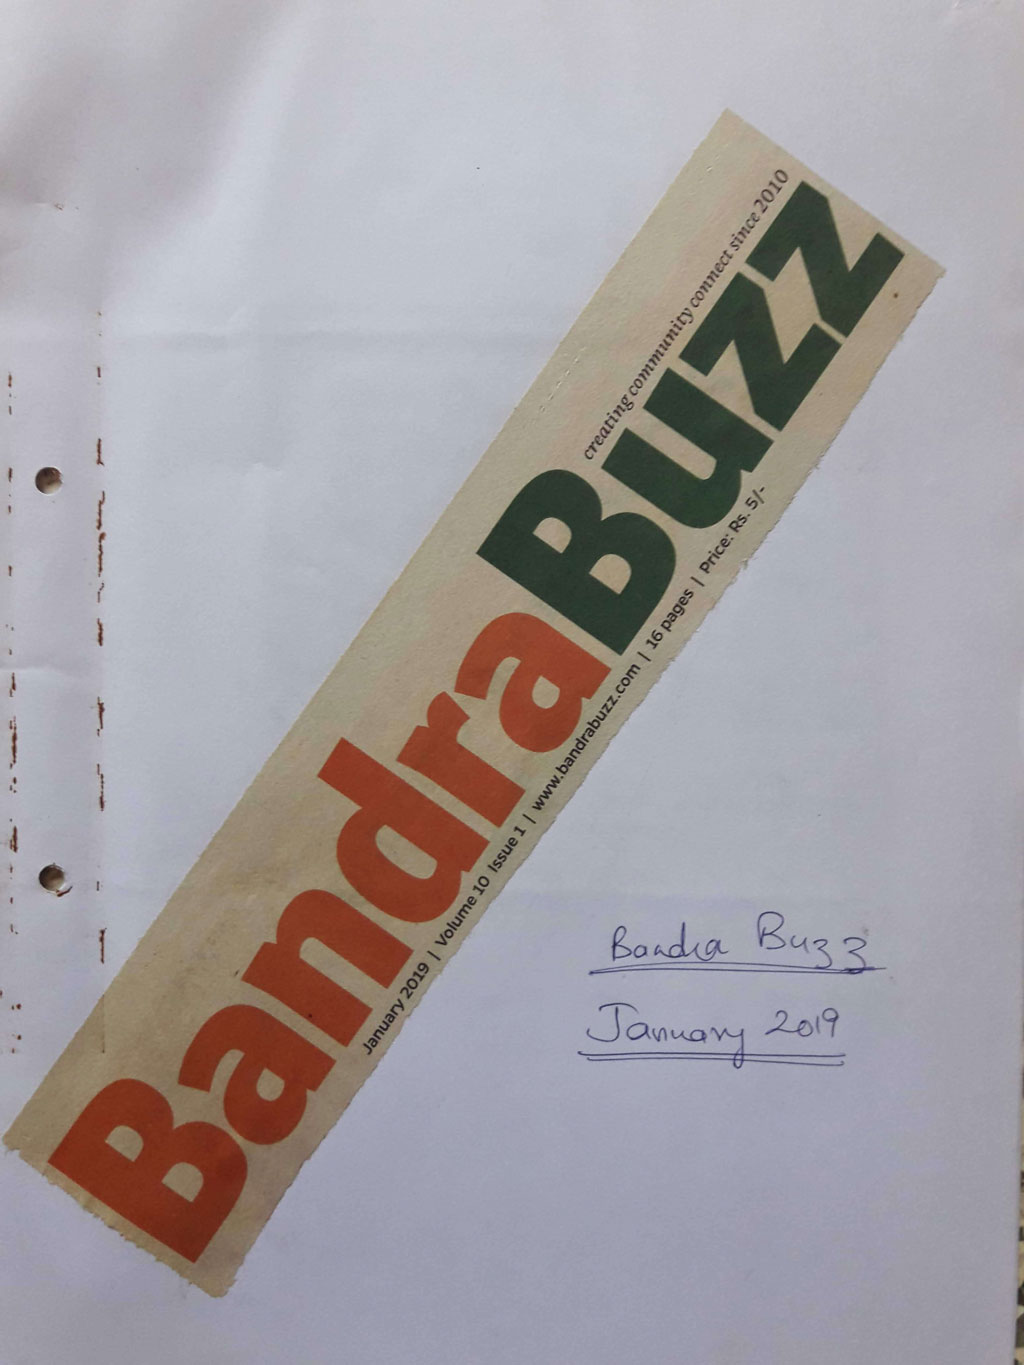 creating community connect since 2010
BandraBuzz
January 2019 | Volume 10 Issue 1 | www.bandrabuzz.com | 16 pages | Price: Rs. 5/-
Bandra Buzz
January 2019